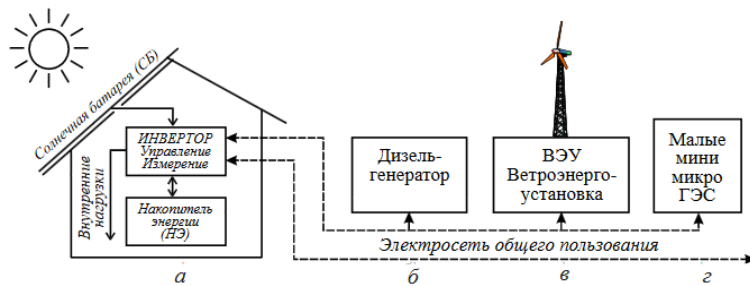 Солнечная батарея (СБ)
ИНВЕРТОР
Управление
Измерение
Внутренние
нагрузки
Накопитель
энергии
(НЭ)
Дизель-
генератор
ВЭУ
Ветроэнерго-
установка
Малые
мини
микро
ГЭС
Электросеть общего пользования
а
б
в
г